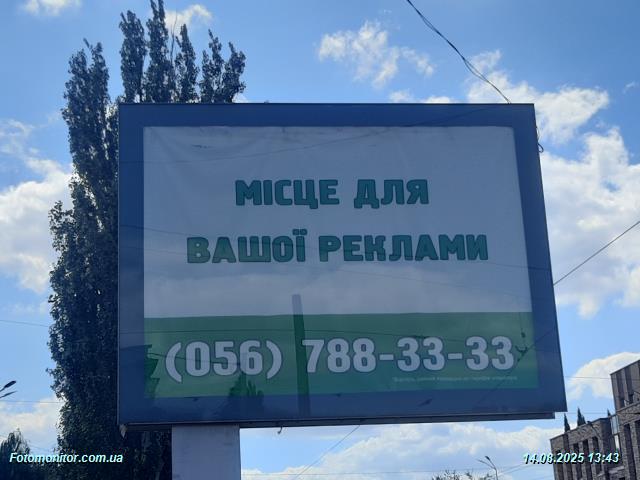 МІСЦЕ ДЛЯ
ВАШОЇ РЕКЛАМИ
(056) 788-33-33
Fotomonitor.com.ua
14.08.2025 13:43